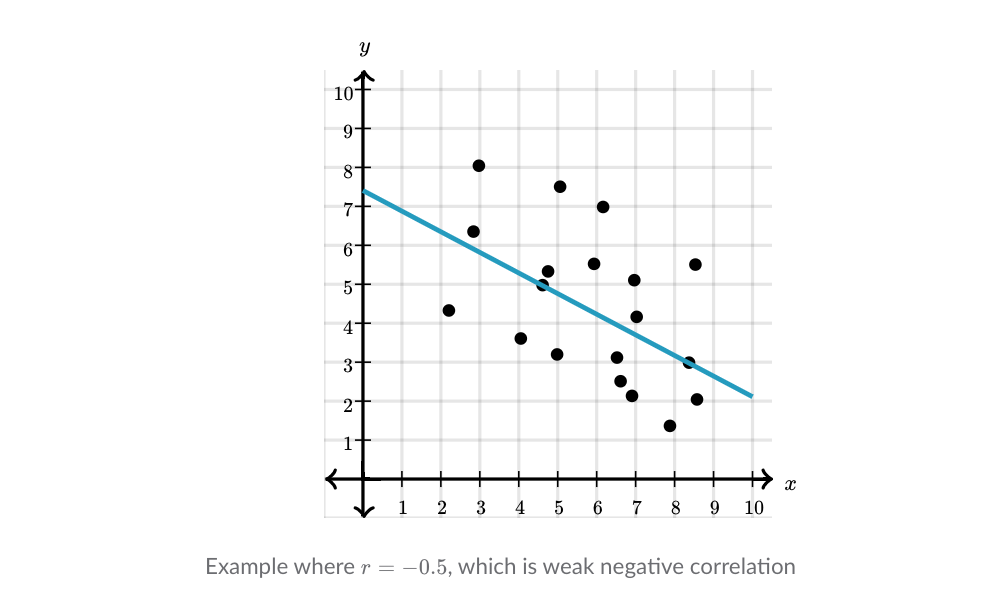 y
10
9
8
7
6
5
4
3
2
1
1 2 3 4 5 6 7 8 9 10
x
Example where r = −0.5, which is weak negative correlation